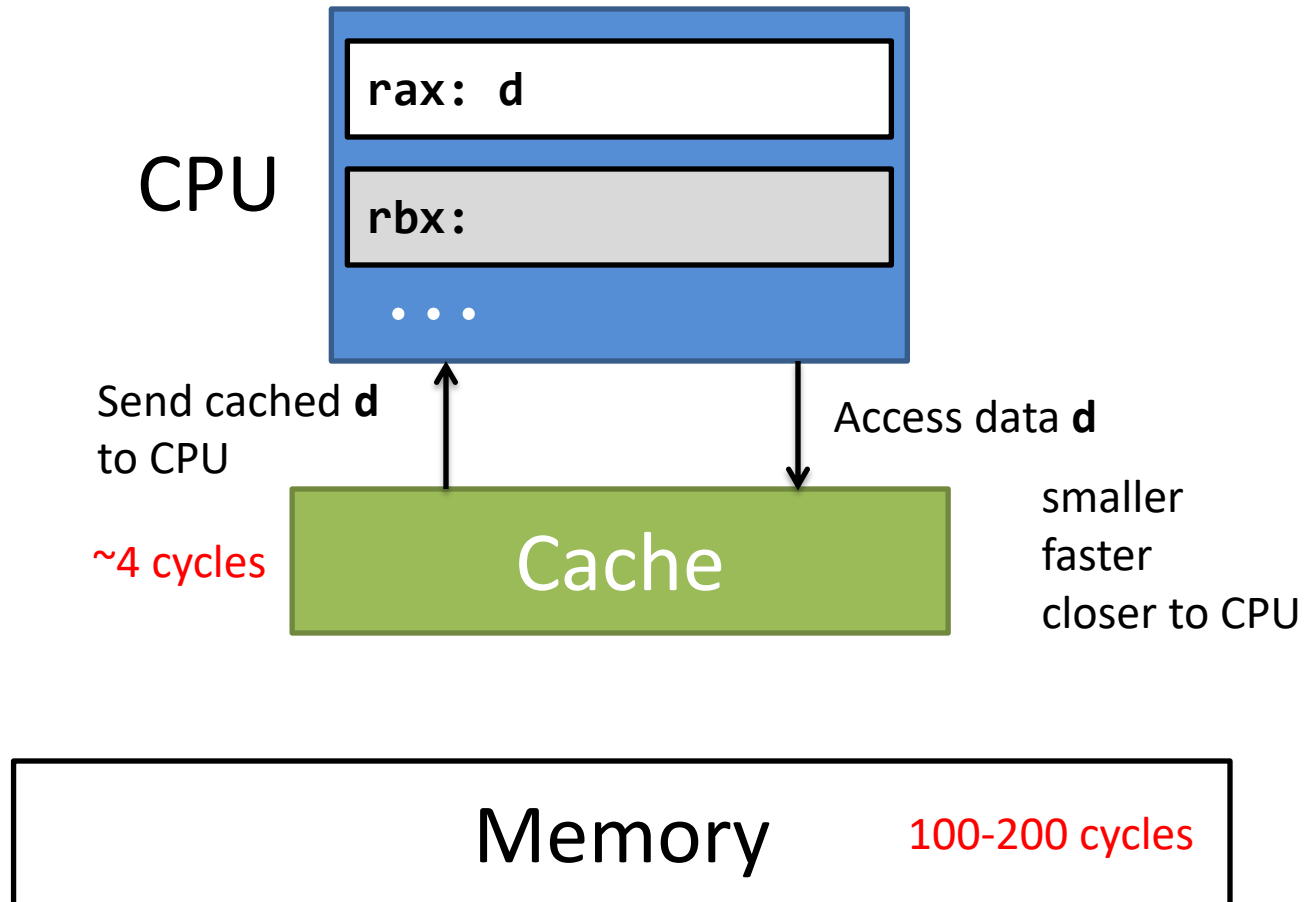 rax: d
CPU
rbx:
...
Send cached d
to CPU
Access data d
~4 cycles
Cache
smaller
faster
closer to CPU
Memory
100-200 cycles